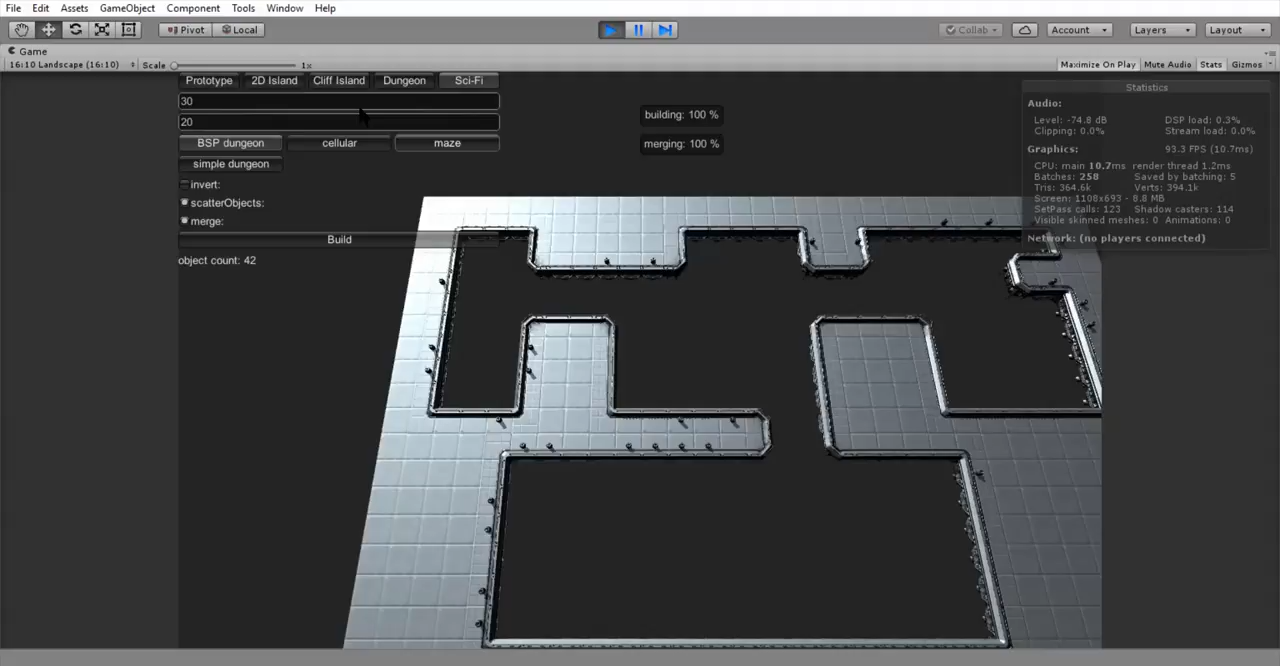 File Edit Assets GameObject Component Tools Window Help
Pivot Local Collab Account Layers Layout
Game
16:10 Landscape (16:10) Scale 1x Maximize On Play Mute Audio Stats Gizmos
Prototype 2D Island Cliff Island Dungeon Sci-Fi
30
20
BSP dungeon cellular maze
simple dungeon
invert:
scatterObjects:
merge:
Build
object count: 42
building: 100 %
merging: 100 %
Statistics
Audio:
Level: -74.8 dB DSP load: 0.3%
Clipping: 0.0% Stream load: 0.0%
Graphics: 93.3 FPS (10.7ms)
CPU: main 10.7ms render thread 1.2ms
Batches: 258 Saved by batching: 5
Tris: 364.6k Verts: 394.1k
Screen: 1108x693 - 8.8 MB
SetPass calls: 123 Shadow casters: 114
Visible skinned meshes: 0 Animations: 0
Network: (no players connected)